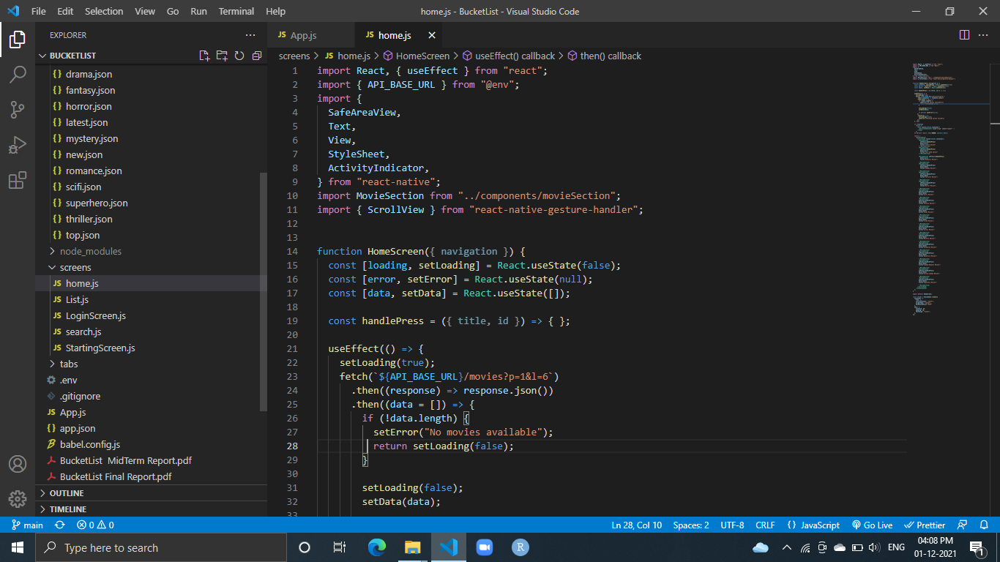 File Edit Selection View Go Run Terminal Help home.js - BucketList - Visual Studio Code
EXPLORER
BUCKETLIST
{} drama.json
{} fantasy.json
{} horror.json
{} latest.json
{} mystery.json
{} new.json
{} romance.json
{} scifi.json
{} superhero.json
{} thriller.json
{} top.json
node_modules
screens
JS home.js
JS List.js
JS LoginScreen.js
JS search.js
JS StartingScreen.js
tabs
.env
.gitignore
JS App.js
{} app.json
babel.config.js
BucketList MidTerm Report.pdf
BucketList Final Report.pdf
OUTLINE
TIMELINE
JS App.js JS home.js
screens > JS home.js > HomeScreen > useEffect() callback > then() callback
1 import React, { useEffect } from "react";
2 import { API_BASE_URL } from "@env";
3 import {
4 SafeAreaView,
5 Text,
6 View,
7 StyleSheet,
8 ActivityIndicator,
9 } from "react-native";
10 import MovieSection from "../components/movieSection";
11 import { ScrollView } from "react-native-gesture-handler";
12
13
14 function HomeScreen({ navigation }) {
15 const [loading, setLoading] = React.useState(false);
16 const [error, setError] = React.useState(null);
17 const [data, setData] = React.useState([]);
18
19 const handlePress = ({ title, id }) => { };
20
21 useEffect(() => {
22 setLoading(true);
23 fetch(`${API_BASE_URL}/movies?p=1&l=6`)
24 .then((response) => response.json())
25 .then((data = []) => {
26 if (!data.length) {
27 setError("No movies available");
28 return setLoading(false);
29 }
30
31 setLoading(false);
32 setData(data);
33
main 0 0 Ln 28, Col 10 Spaces: 2 UTF-8 CRLF {} JavaScript Go Live Prettier
Type here to search R ENG 04:08 PM
01-12-2021 1